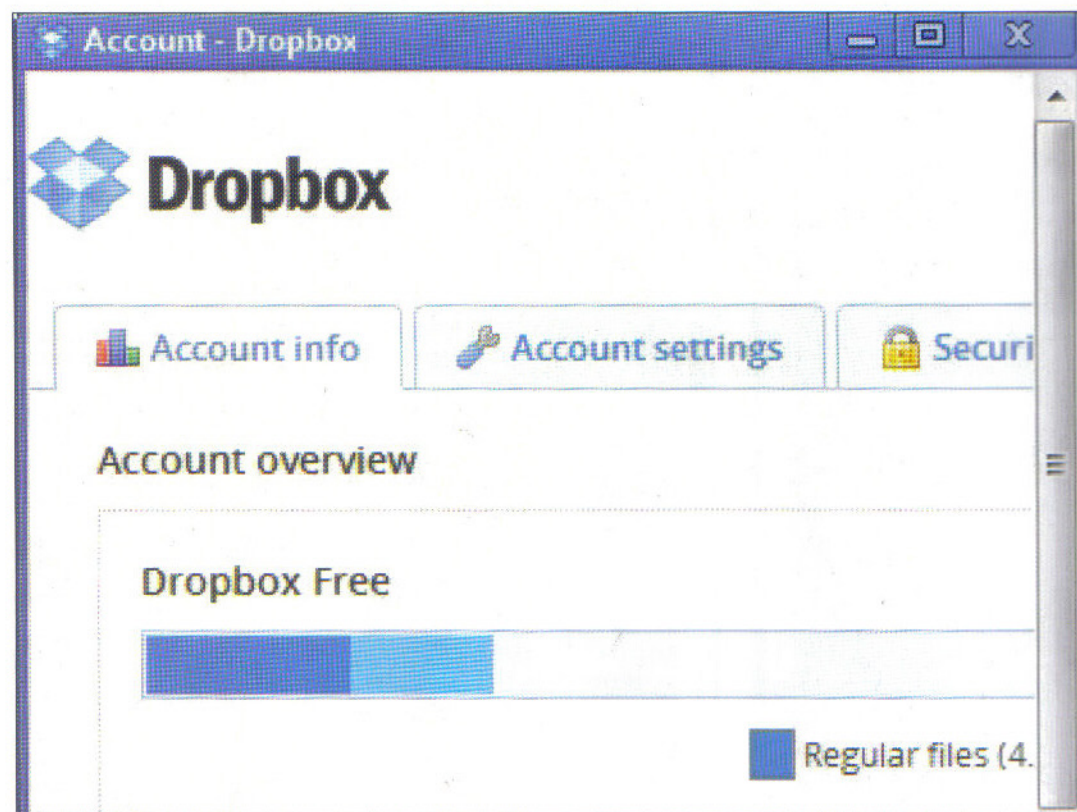 Account - Dropbox
Dropbox
Account info Account settings Securi
Account overview
Dropbox Free
Regular files (4.